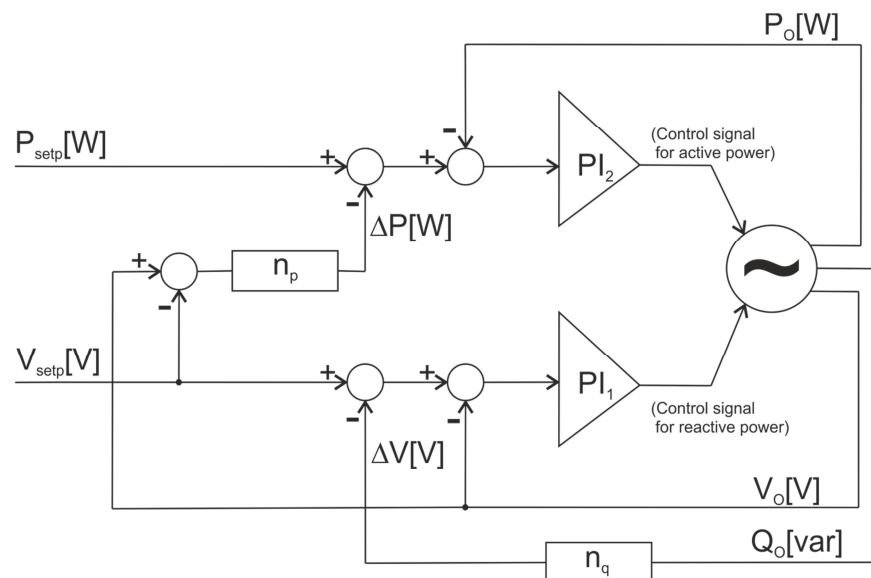 P_O[W]
P_setp[W]
+
-
+
-
PI_2
(Control signal
for active power)
ΔP[W]
+
-
n_p
~
V_setp[V]
+
-
+
-
PI_1
(Control signal
for reactive power)
ΔV[V]
V_O[V]
n_q
Q_O[var]